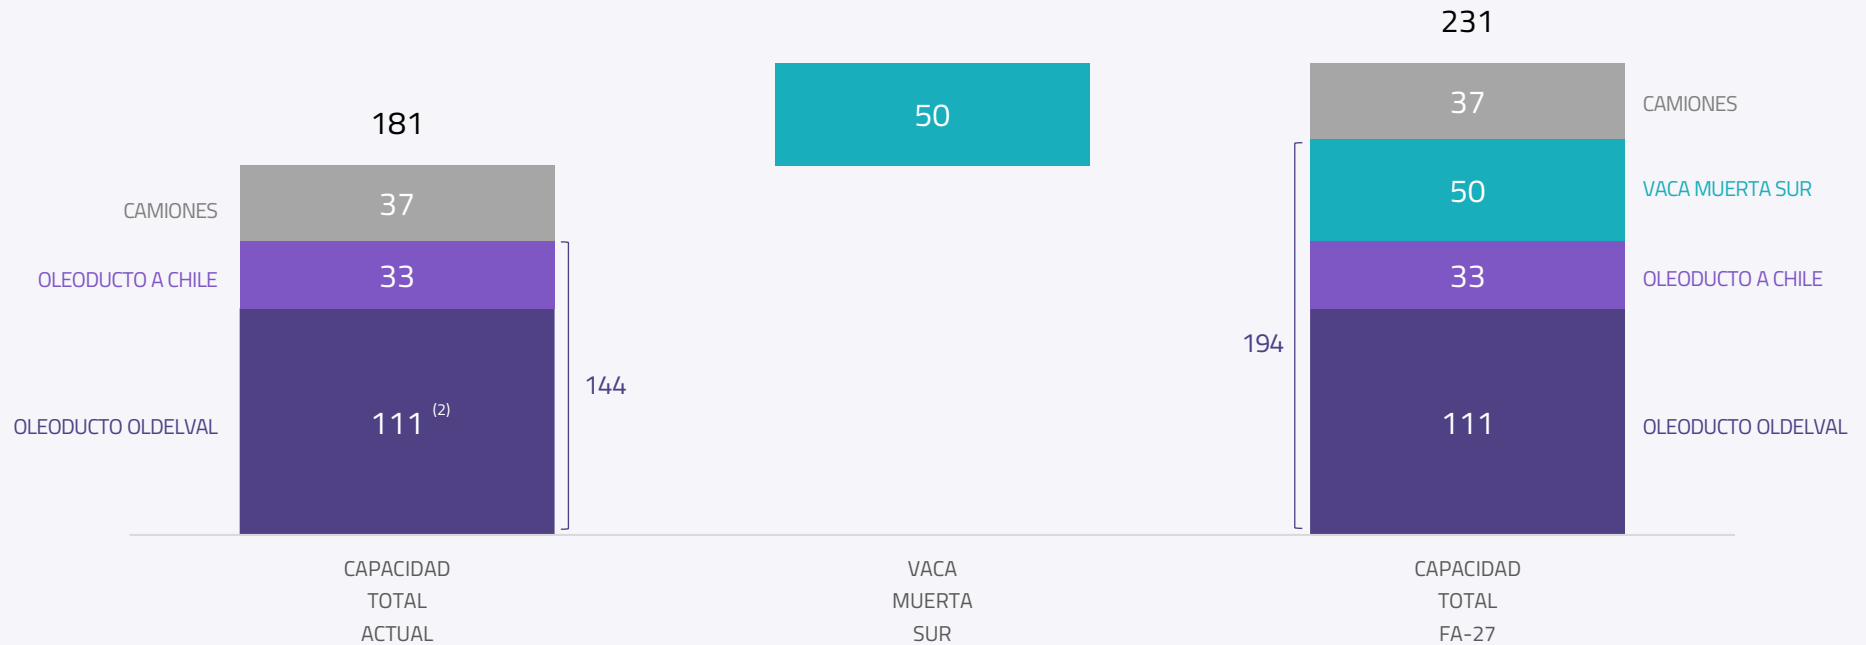 231
181
37
CAMIONES
50
VACA MUERTA SUR
33
OLEODUCTO A CHILE
194
111
OLEODUCTO OLDELVAL
50
CAMIONES
37
OLEODUCTO A CHILE
33
144
OLEODUCTO OLDELVAL
111 (2)
CAPACIDAD
TOTAL
ACTUAL
VACA
MUERTA
SUR
CAPACIDAD
TOTAL
FA-27